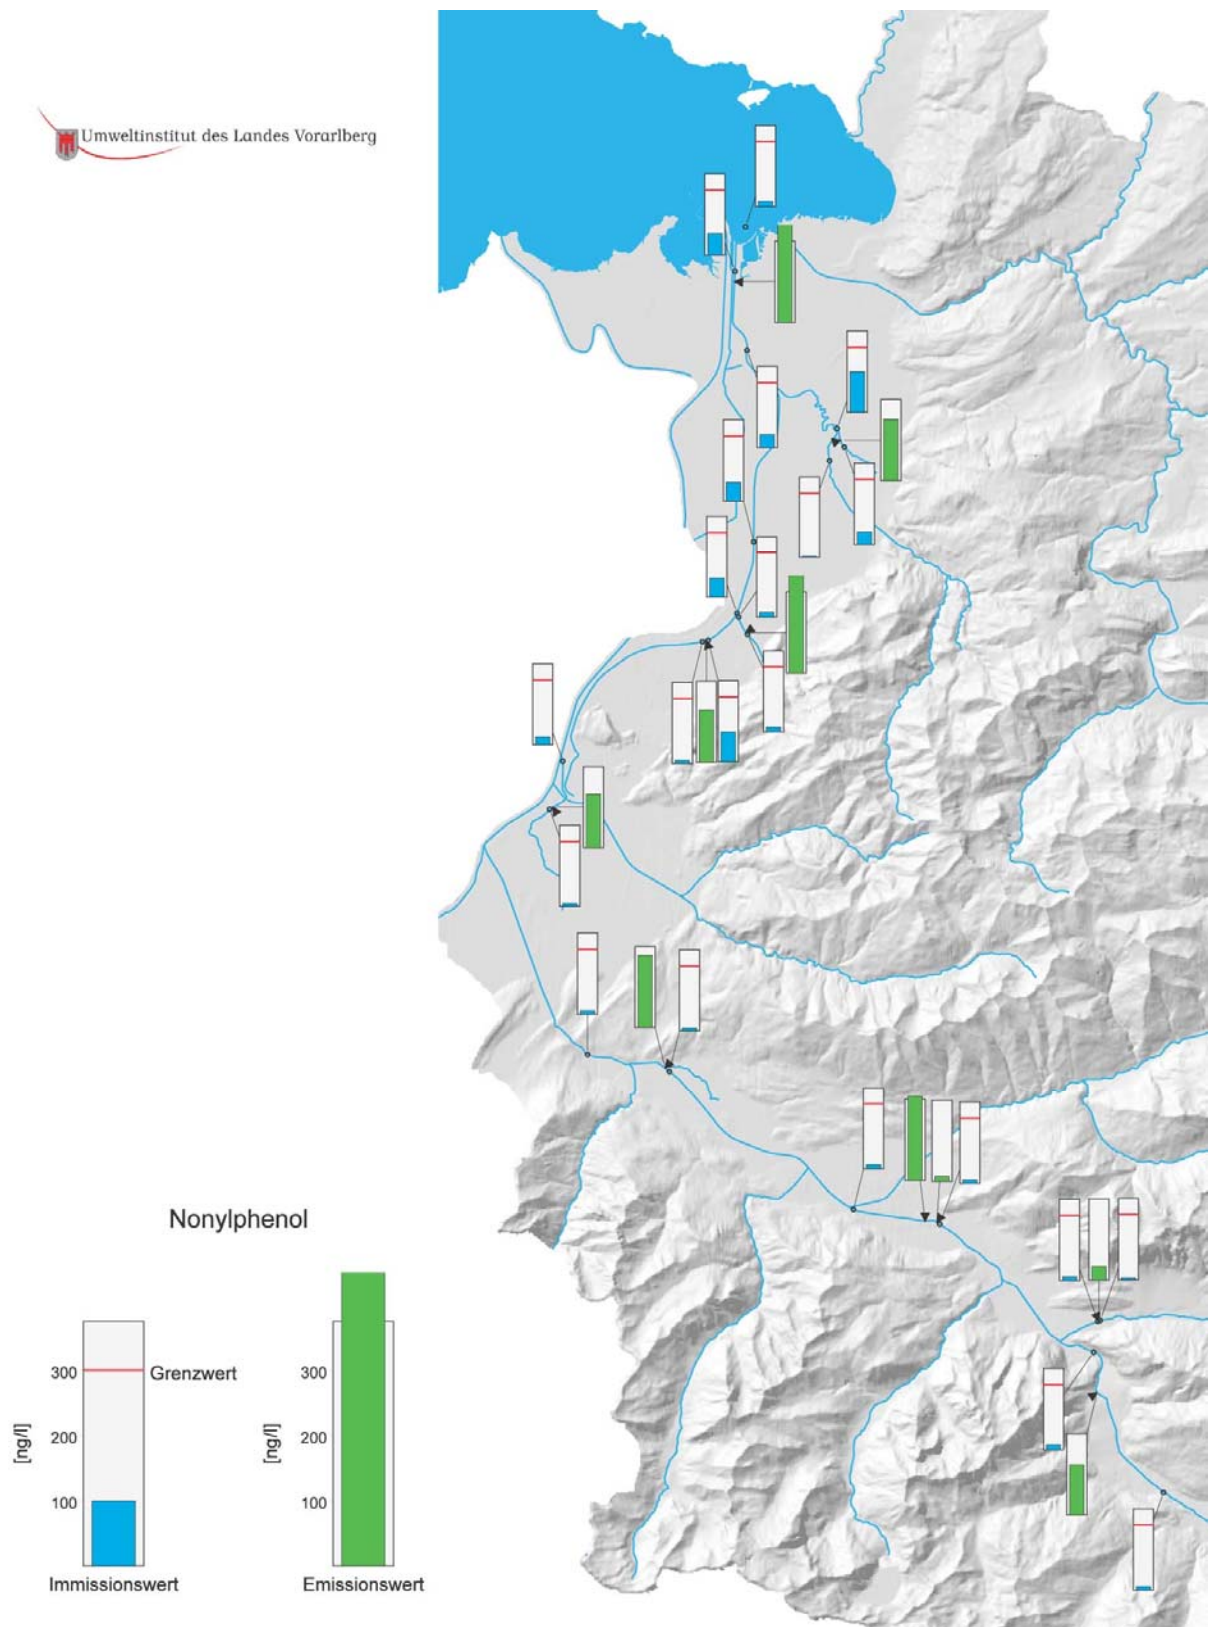 Umweltinstitut des Landes Vorarlberg
Nonylphenol
300
200
100
[ng/l]
Grenzwert
Immissionswert
300
200
100
[ng/l]
Emissionswert